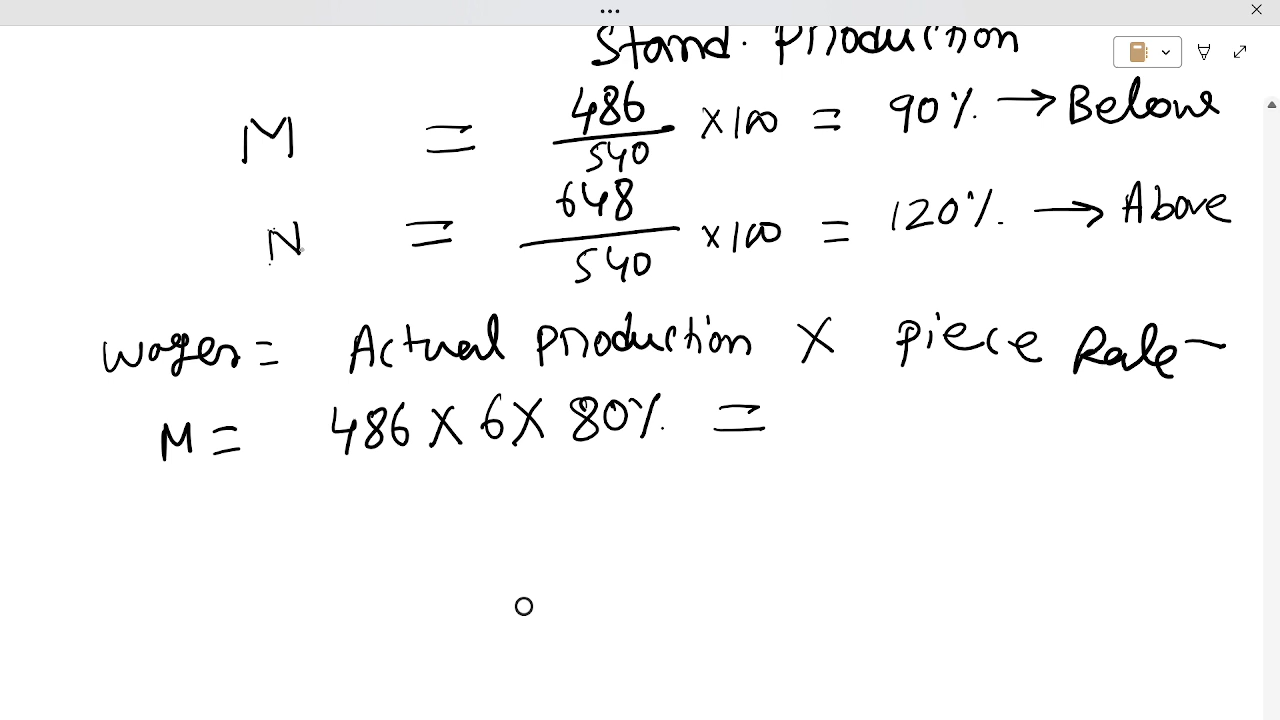 Stand. Production
M = 486/540 × 100 = 90% → Below
N = 648/540 × 100 = 120% → Above
Wages = Actual production × Piece Rate
M = 486 × 6 × 80% =